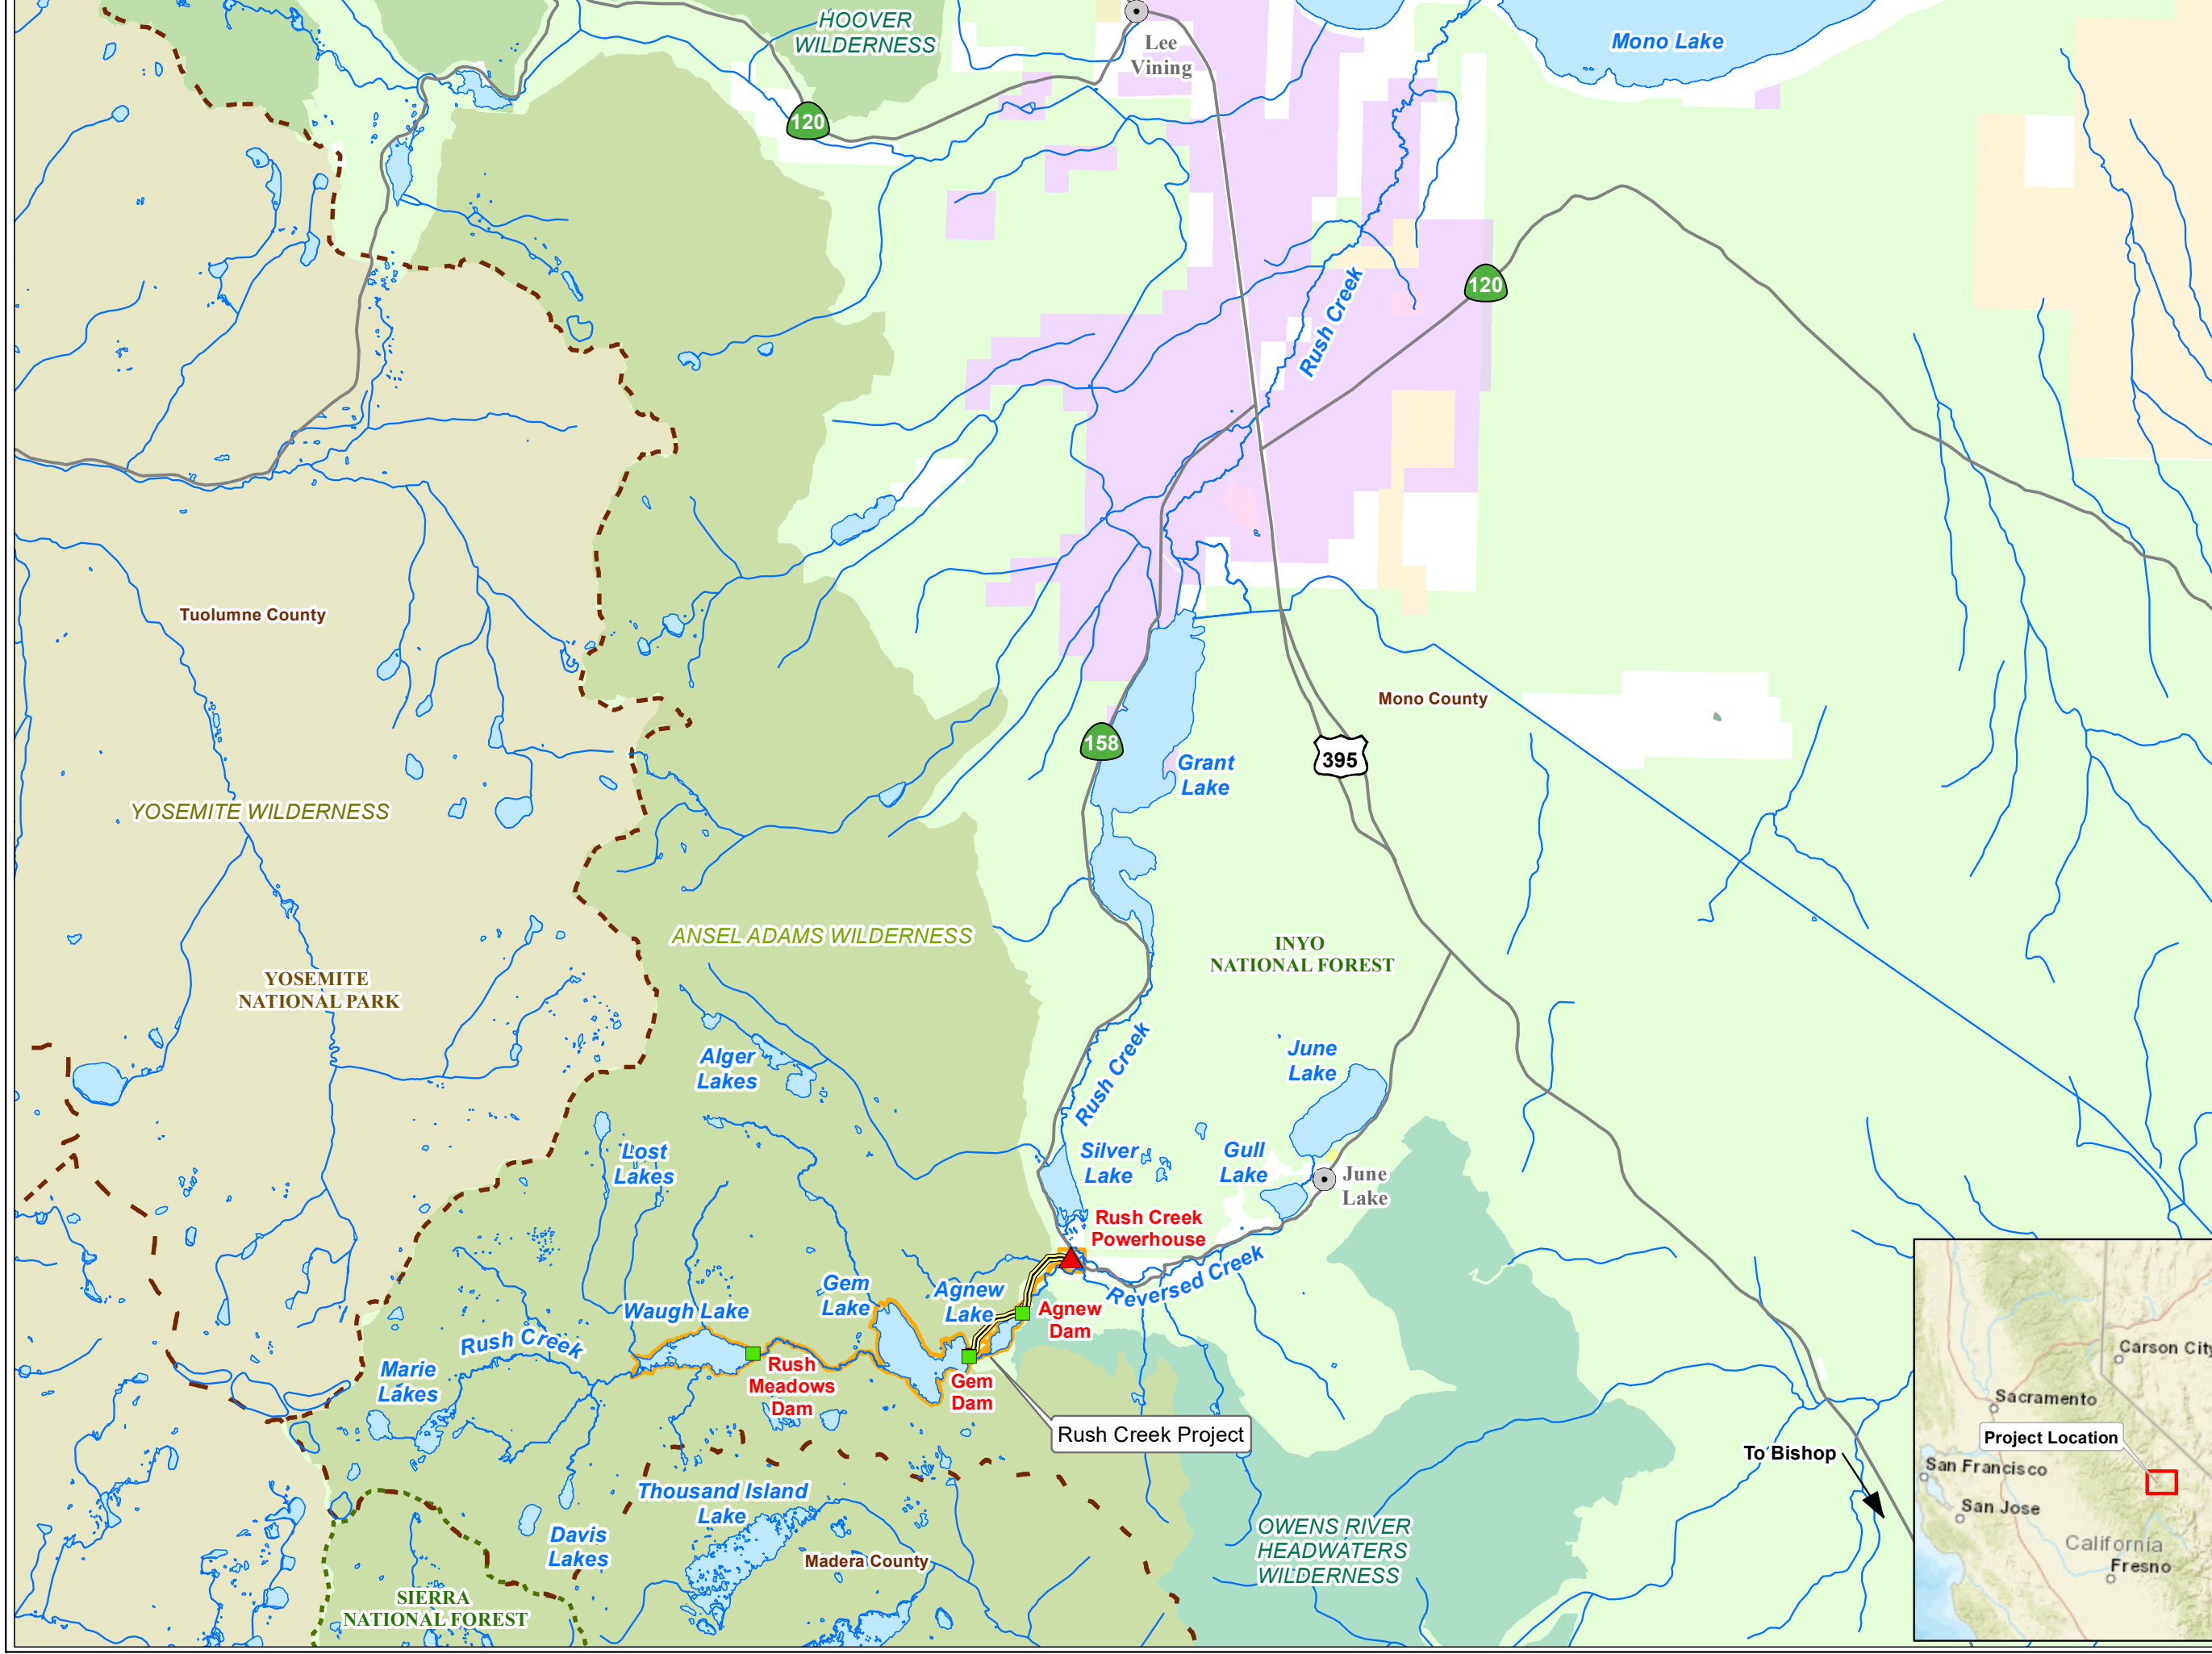 HOOVER
WILDERNESS
Lee
Vining
Mono Lake
120
120
Rush Creek
Tuolumne County
Mono County
158
395
Grant
Lake
YOSEMITE WILDERNESS
ANSEL ADAMS WILDERNESS
INYO
NATIONAL FOREST
YOSEMITE
NATIONAL PARK
Alger
Lakes
Rush Creek
June
Lake
Lost
Lakes
Silver
Lake
Gull
Lake
June
Lake
Rush Creek
Powerhouse
Reversed Creek
Gem
Lake
Agnew
Lake
Agnew
Dam
Waugh Lake
Rush Creek
Marie
Lakes
Rush
Meadows
Dam
Gem
Dam
Rush Creek Project
Thousand Island
Lake
Davis
Lakes
Madera County
SIERRA
NATIONAL FOREST
OWENS RIVER
HEADWATERS
WILDERNESS
To Bishop
Carson City
Sacramento
Project Location
San Francisco
San Jose
California
Fresno